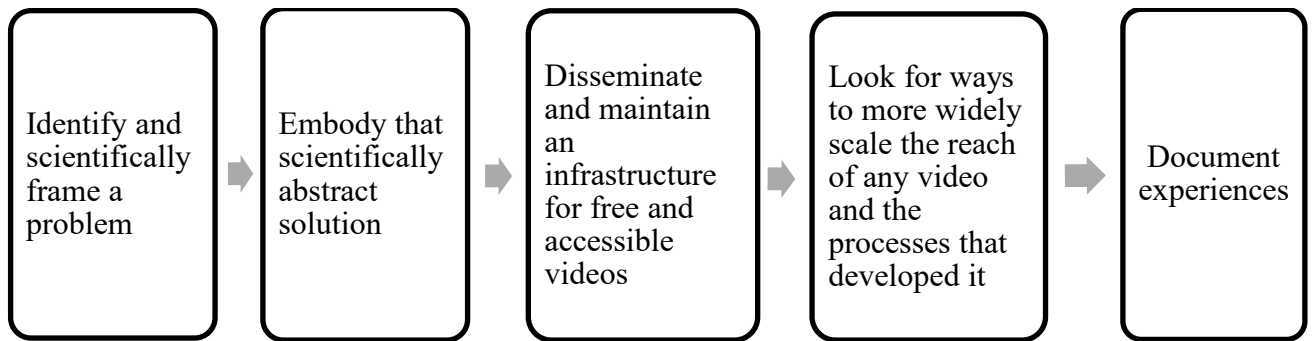 Identify and
scientifically
frame a
problem
Embody that
scientifically
abstract
solution
Disseminate
and maintain
an
infrastructure
for free and
accessible
videos
Look for ways
to more widely
scale the reach
of any video
and the
processes that
developed it
Document
experiences